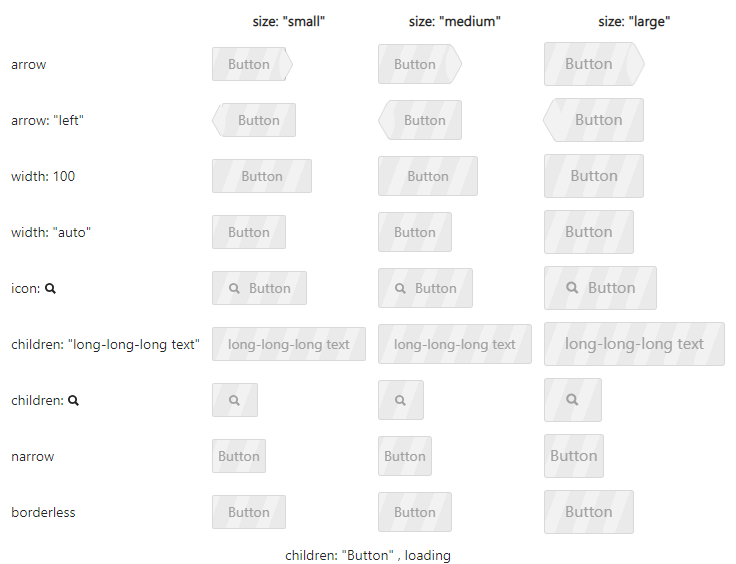 size: "small" size: "medium" size: "large"
arrow Button Button Button
arrow: "left" Button Button Button
width: 100 Button Button Button
width: "auto" Button Button Button
icon: Button Button Button
children: "long-long-long text" long-long-long text long-long-long text long-long-long text
children:
narrow Button Button Button
borderless Button Button Button
children: "Button" , loading